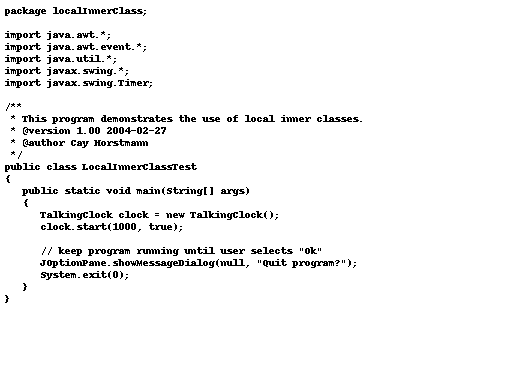 package localInnerClass;

import java.awt.*;
import java.awt.event.*;
import java.util.*;
import javax.swing.*;
import javax.swing.Timer;

/**
 * This program demonstrates the use of local inner classes.
 * @version 1.00 2004-02-27
 * @author Cay Horstmann
 */
public class LocalInnerClassTest
{
   public static void main(String[] args)
   {
      TalkingClock clock = new TalkingClock();
      clock.start(1000, true);

      // keep program running until user selects "Ok"
      JOptionPane.showMessageDialog(null, "Quit program?");
      System.exit(0);
   }
}